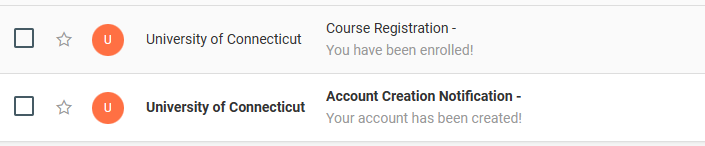 U University of Connecticut Course Registration -
You have been enrolled!
U University of Connecticut Account Creation Notification -
Your account has been created!